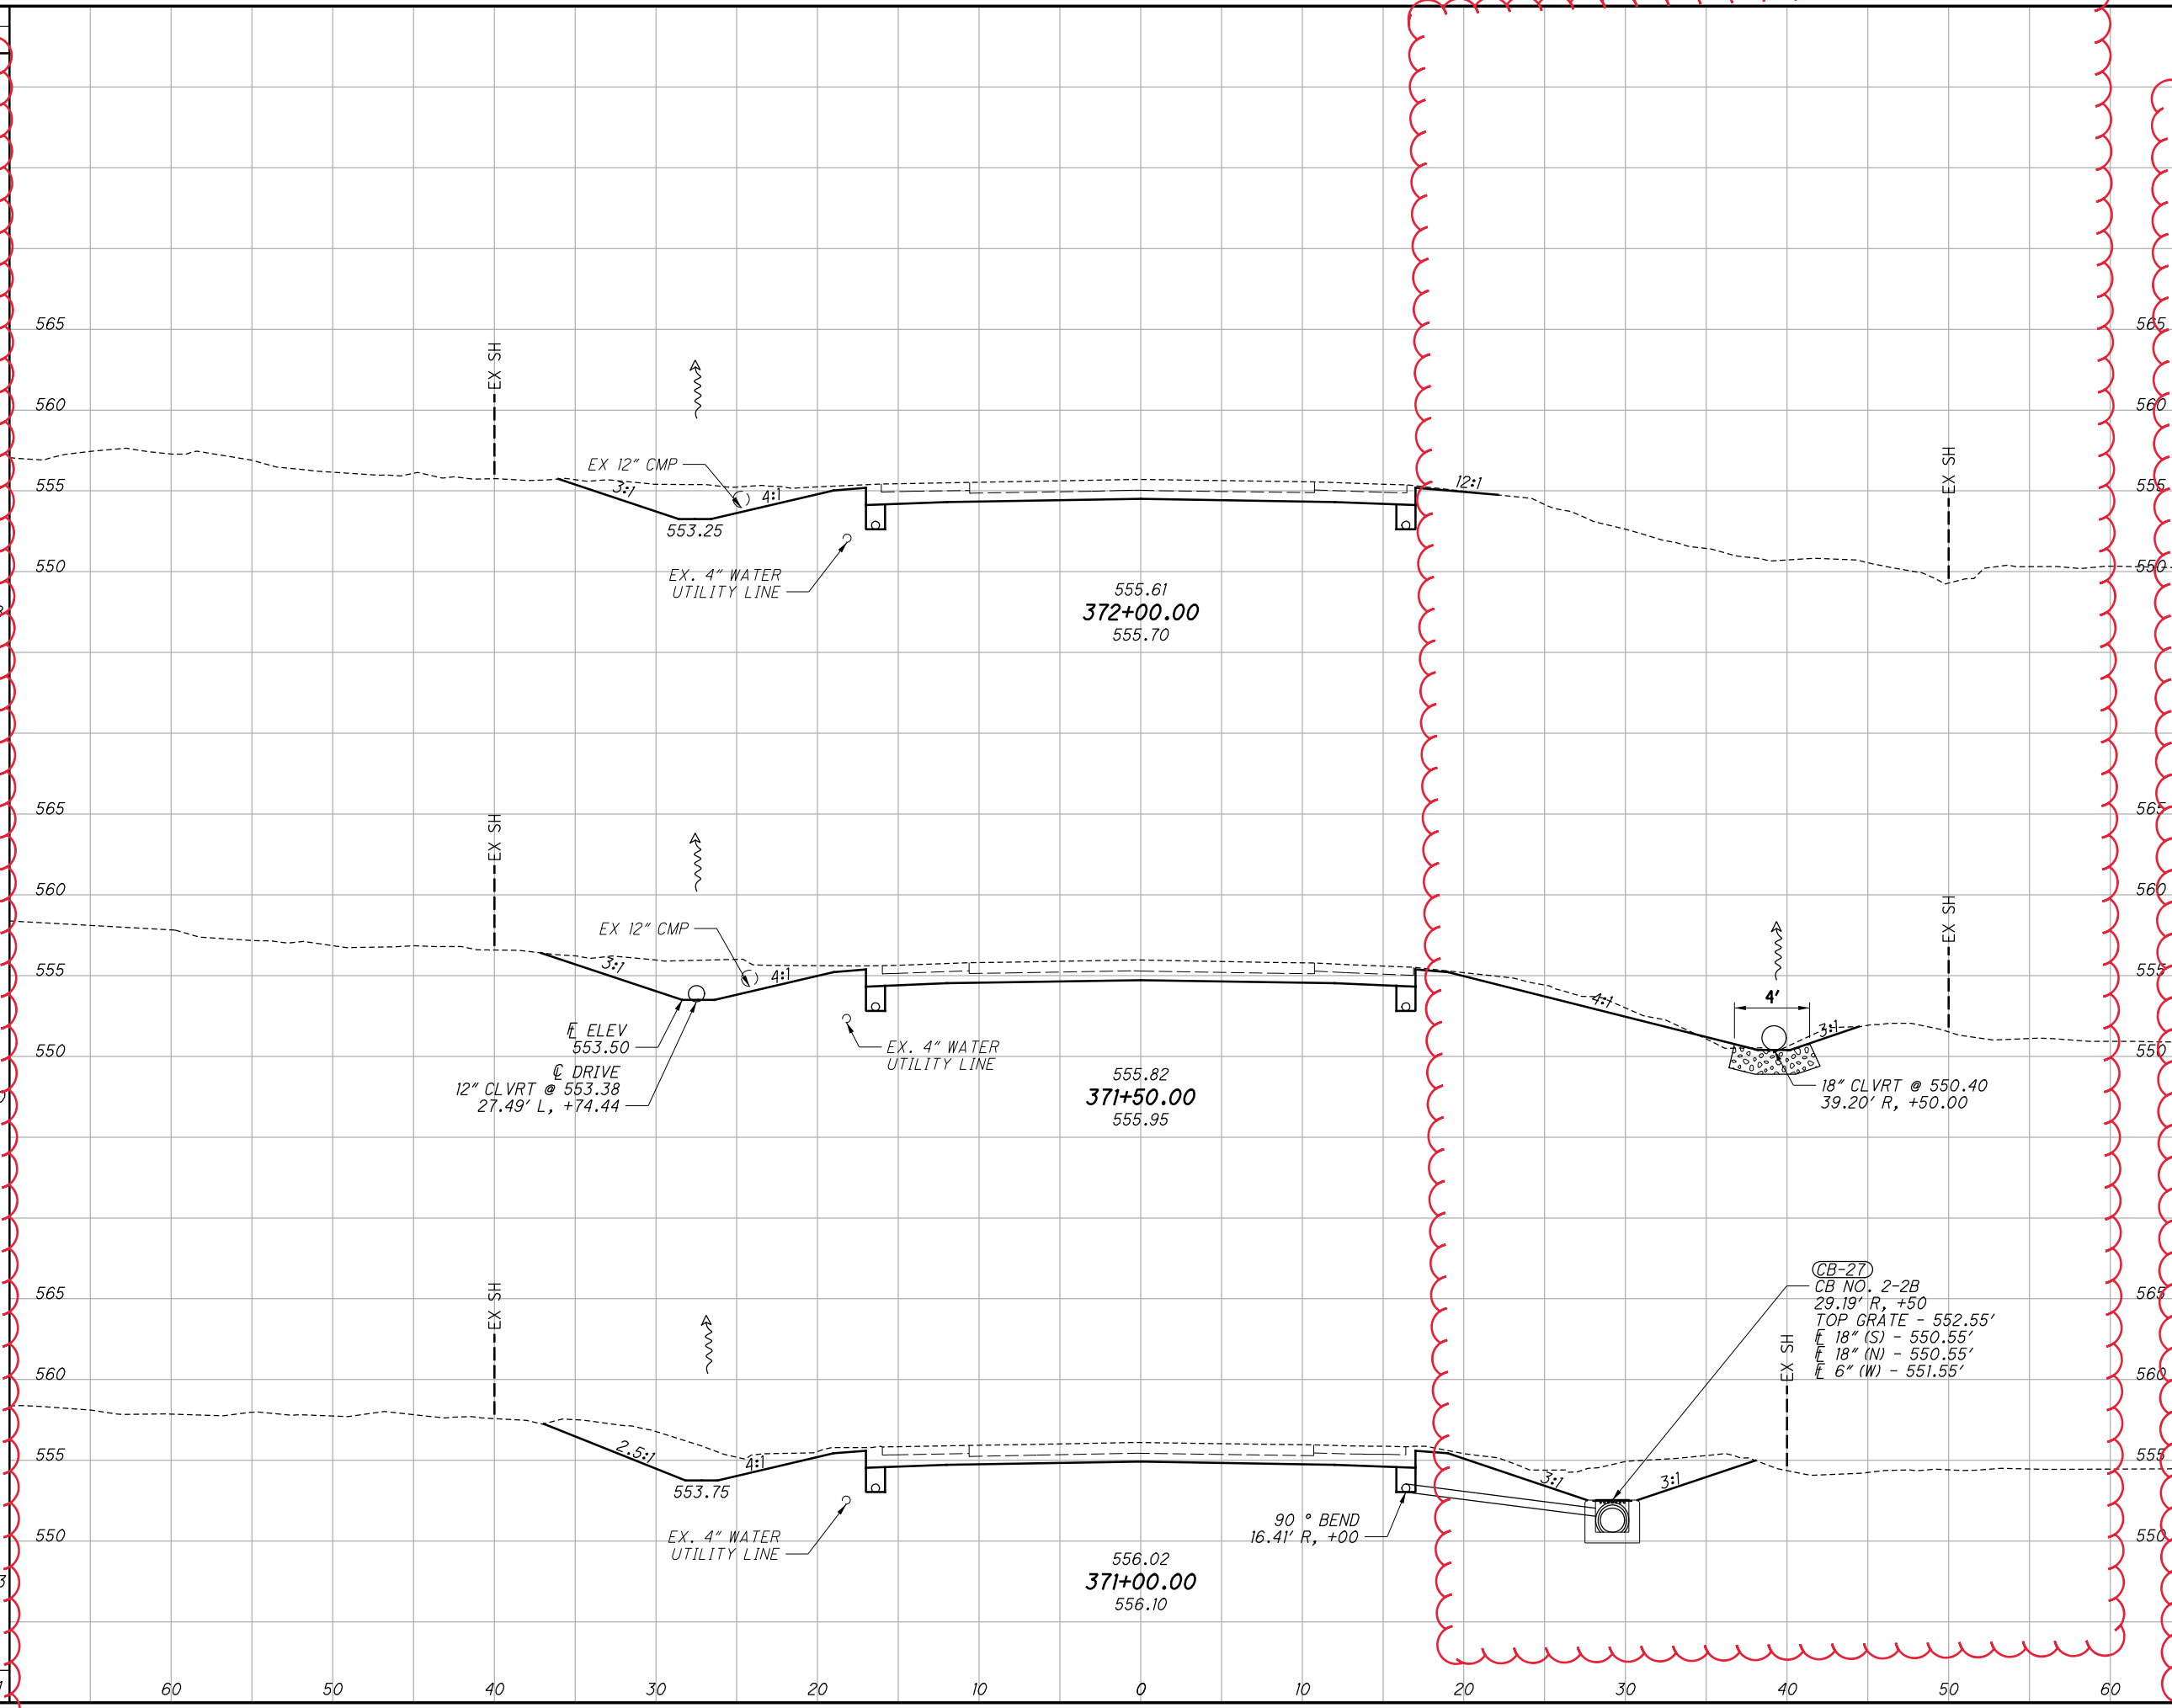 565
565
EX SH
560
560
EX 12" CMP
EX SH
3:1
4:1
12:1
555
555
553.25
550
EX. 4" WATER
UTILITY LINE
550
555.61
372+00.00
555.70
565
565
EX SH
560
560
EX 12" CMP
EX SH
3:1
4:1
555
555
4:1
4'
3:1
℄ ELEV
553.50
550
EX. 4" WATER
UTILITY LINE
550
℄ DRIVE
12" CLVRT @ 553.38
27.49' L, +74.44
555.82
371+50.00
555.95
18" CLVRT @ 550.40
39.20' R, +50.00
CB-27
CB NO. 2-2B
29.19' R, +50
TOP GRATE - 552.55'
℄ 18" (S) - 550.55'
℄ 18" (N) - 550.55'
℄ 6" (W) - 551.55'
565
565
EX SH
EX SH
560
560
2.5:1
4:1
555
3:1
3:1
555
553.75
550
EX. 4" WATER
UTILITY LINE
90 ° BEND
16.41' R, +00
550
556.02
371+00.00
556.10
60
50
40
30
20
10
0
10
20
30
40
50
60